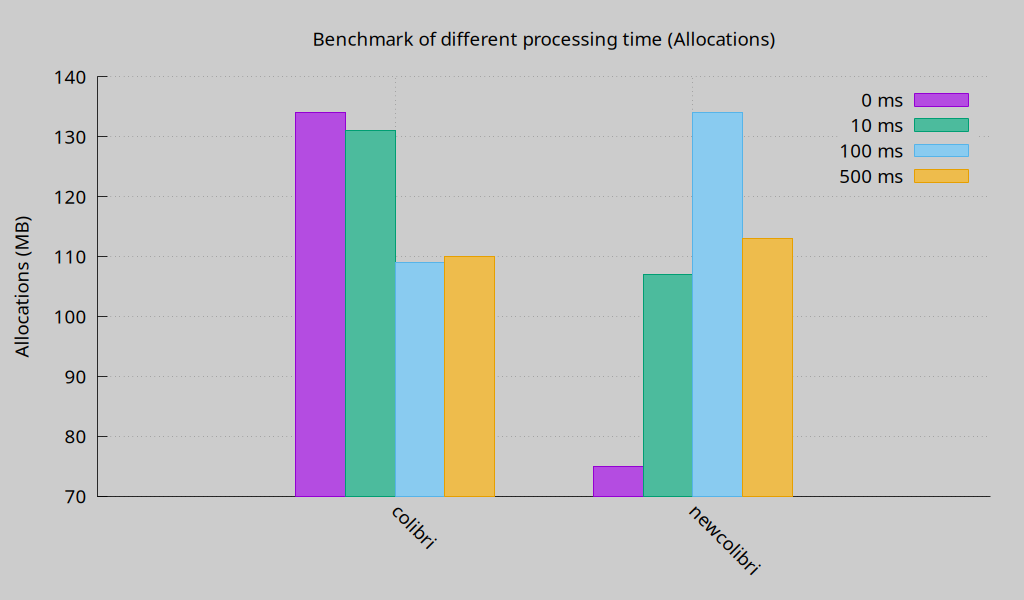 Benchmark of different processing time (Allocations)
140
130
120
110
100
90
80
70
Allocations (MB)
0 ms
10 ms
100 ms
500 ms
colibri
newcolibri